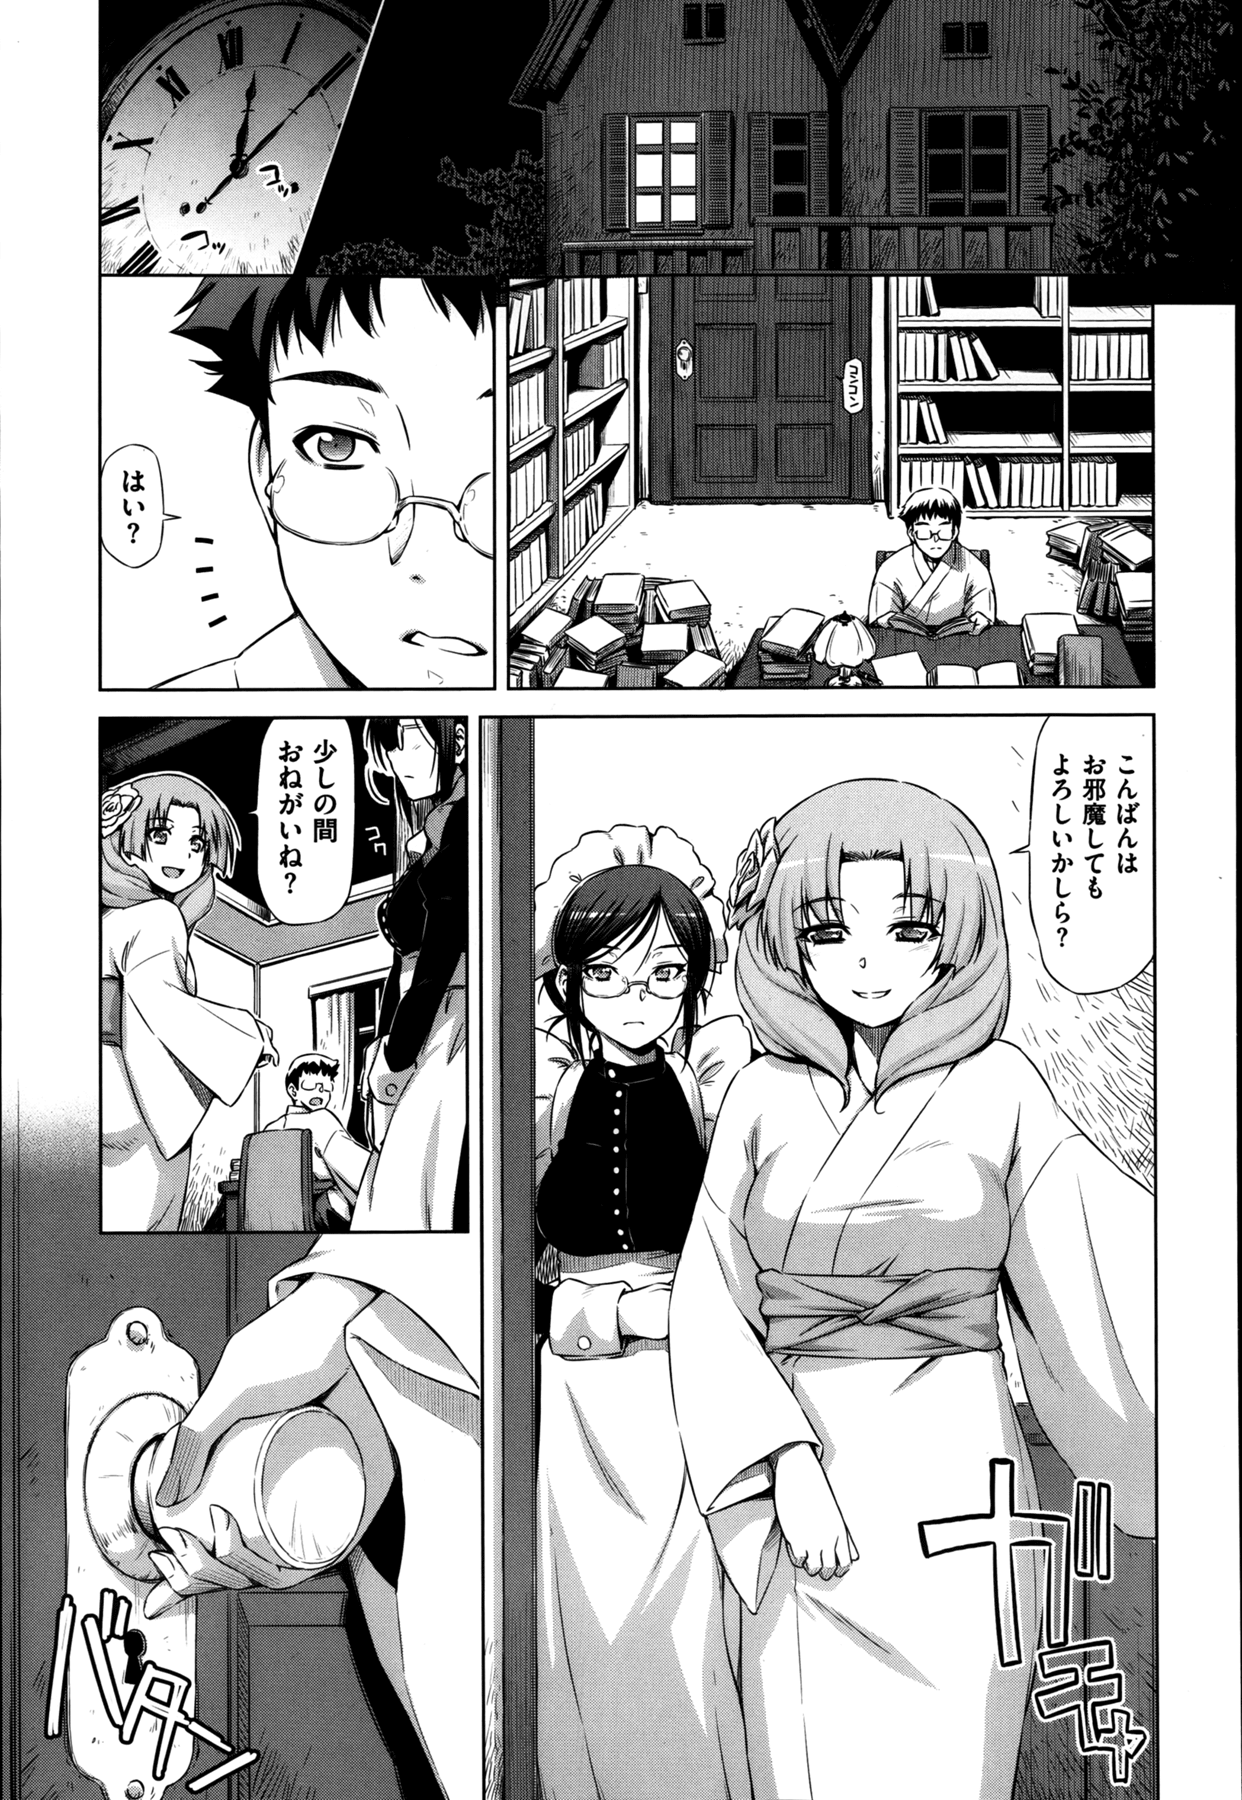 コッ
コッ
コンコン
はい?
こんばんは
お邪魔しても
よろしいかしら?
ガチュ
少しの間
おねがいね?
コク
バタン